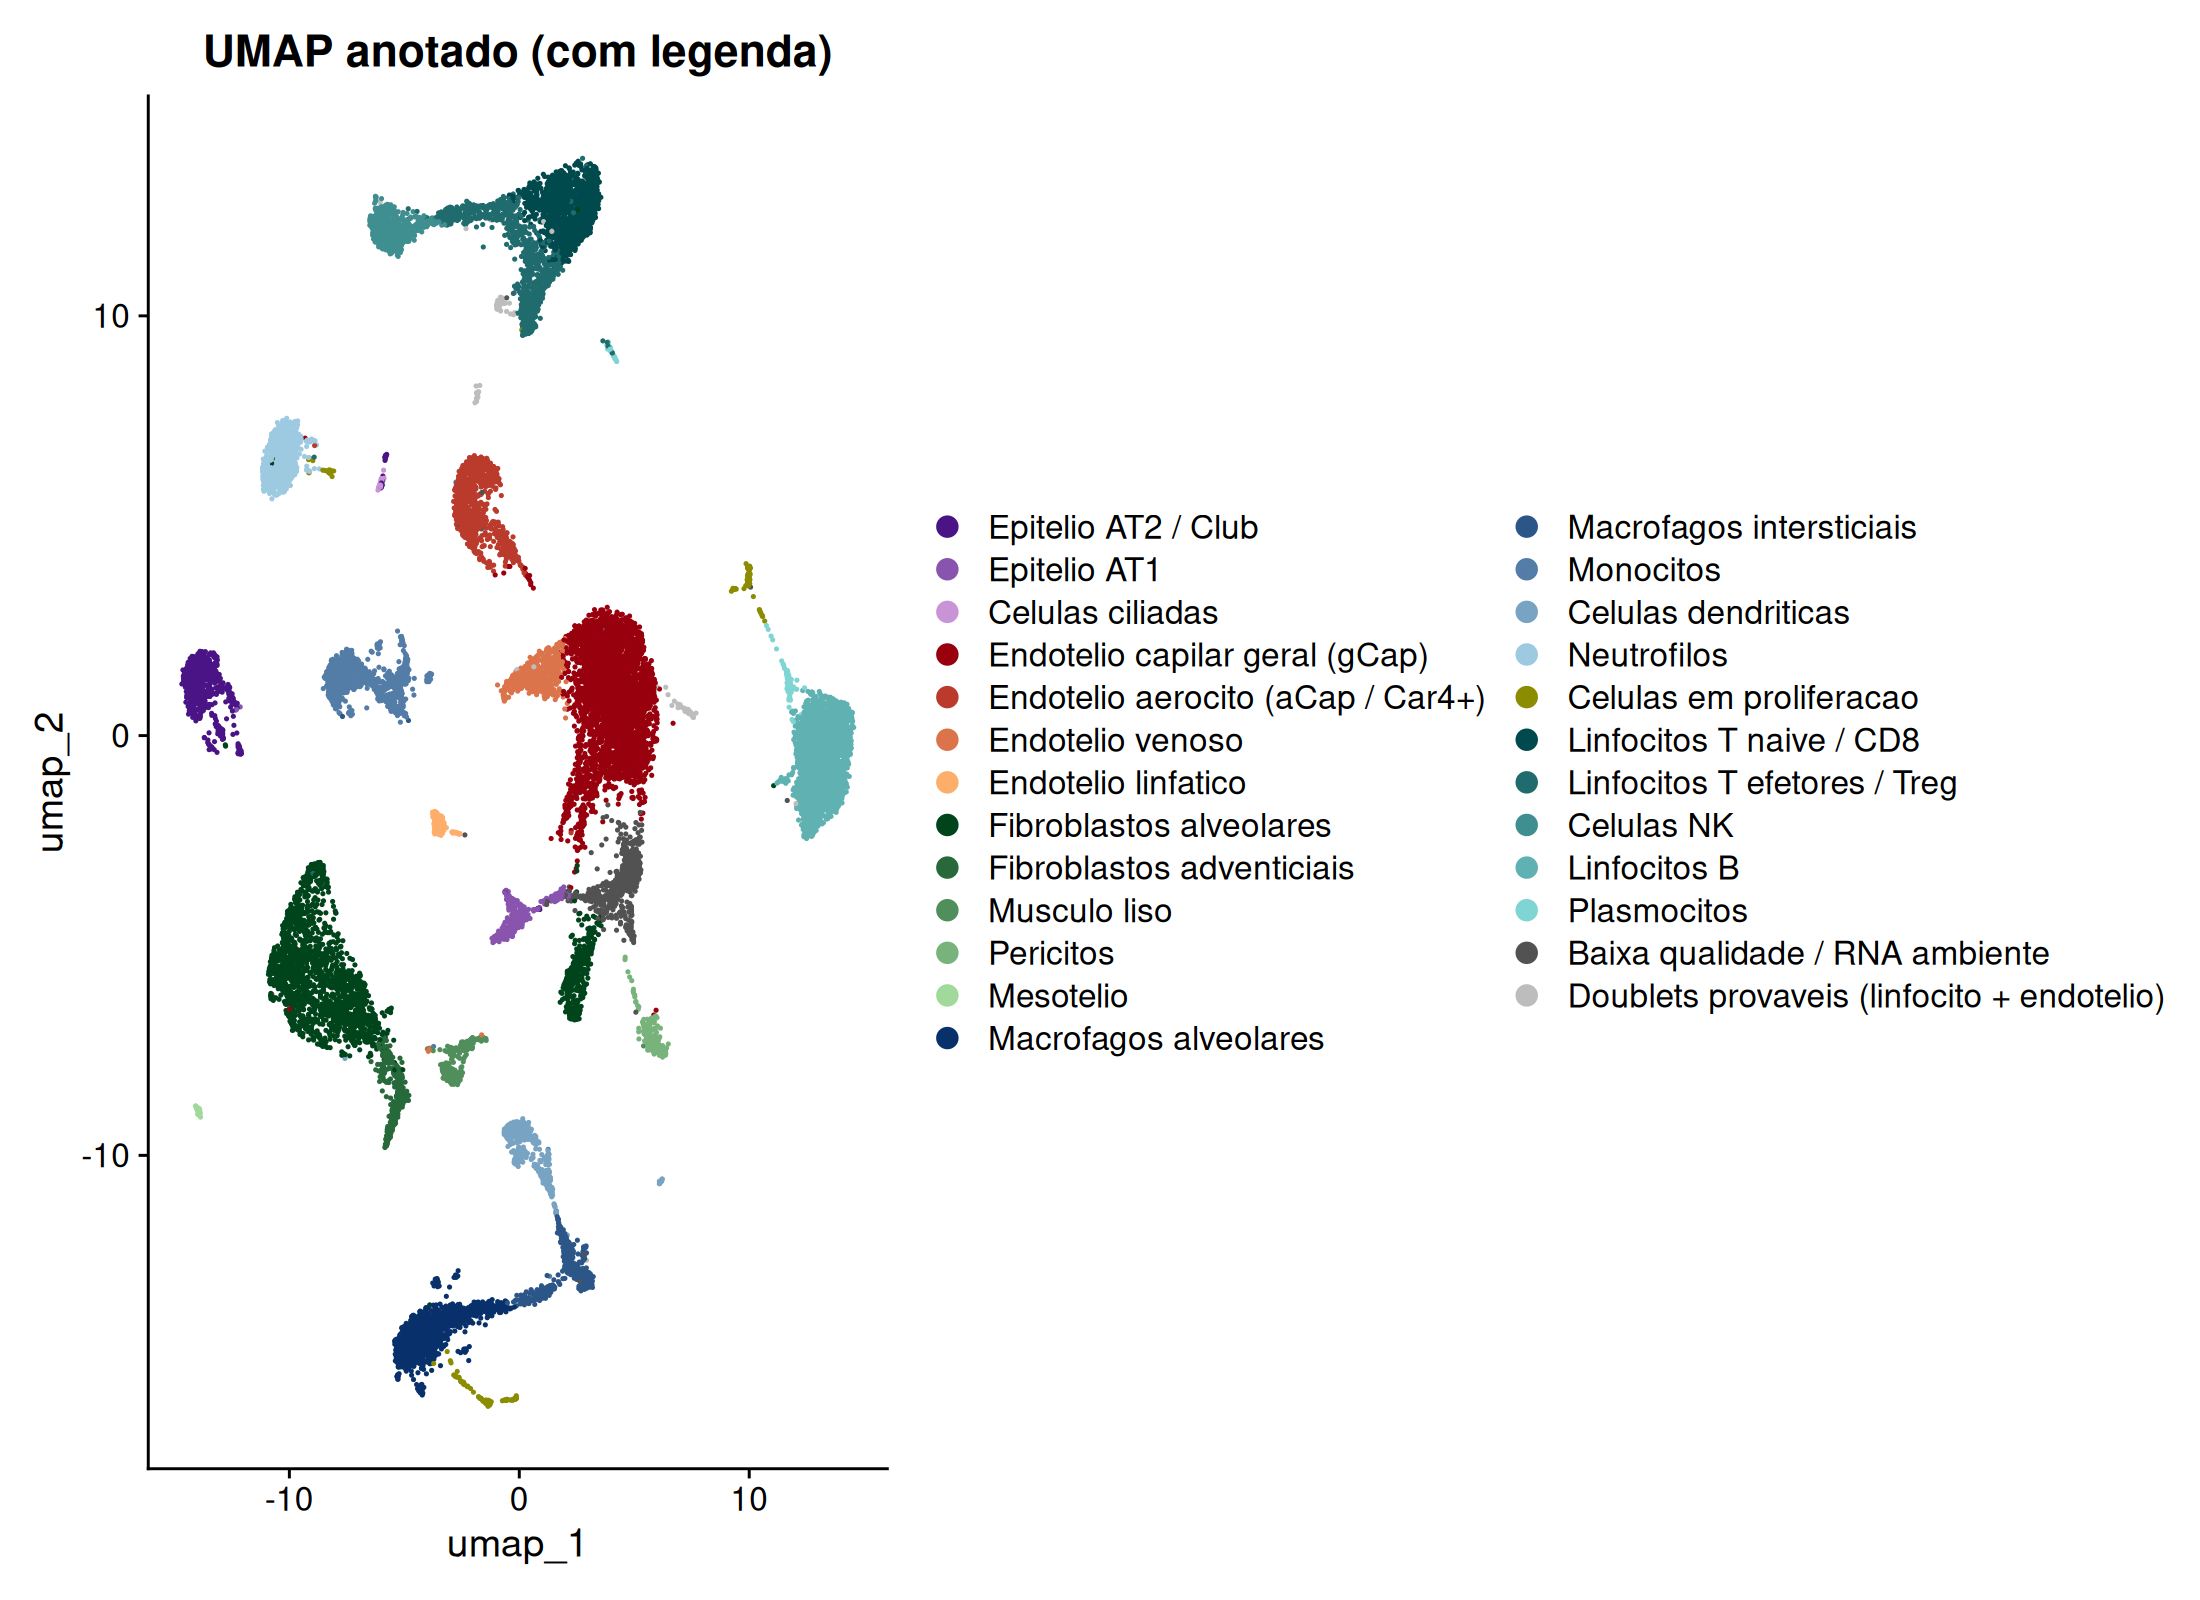 UMAP anotado (com legenda)
umap_2
10
0
-10
-10
0
10
umap_1
Epitelio AT2 / Club
Epitelio AT1
Celulas ciliadas
Endotelio capilar geral (gCap)
Endotelio aerocito (aCap / Car4+)
Endotelio venoso
Endotelio linfatico
Fibroblastos alveolares
Fibroblastos adventiciais
Musculo liso
Pericitos
Mesotelio
Macrofagos alveolares
Macrofagos intersticiais
Monocitos
Celulas dendriticas
Neutrofilos
Celulas em proliferacao
Linfocitos T naive / CD8
Linfocitos T efetores / Treg
Celulas NK
Linfocitos B
Plasmocitos
Baixa qualidade / RNA ambiente
Doublets provaveis (linfocito + endotelio)